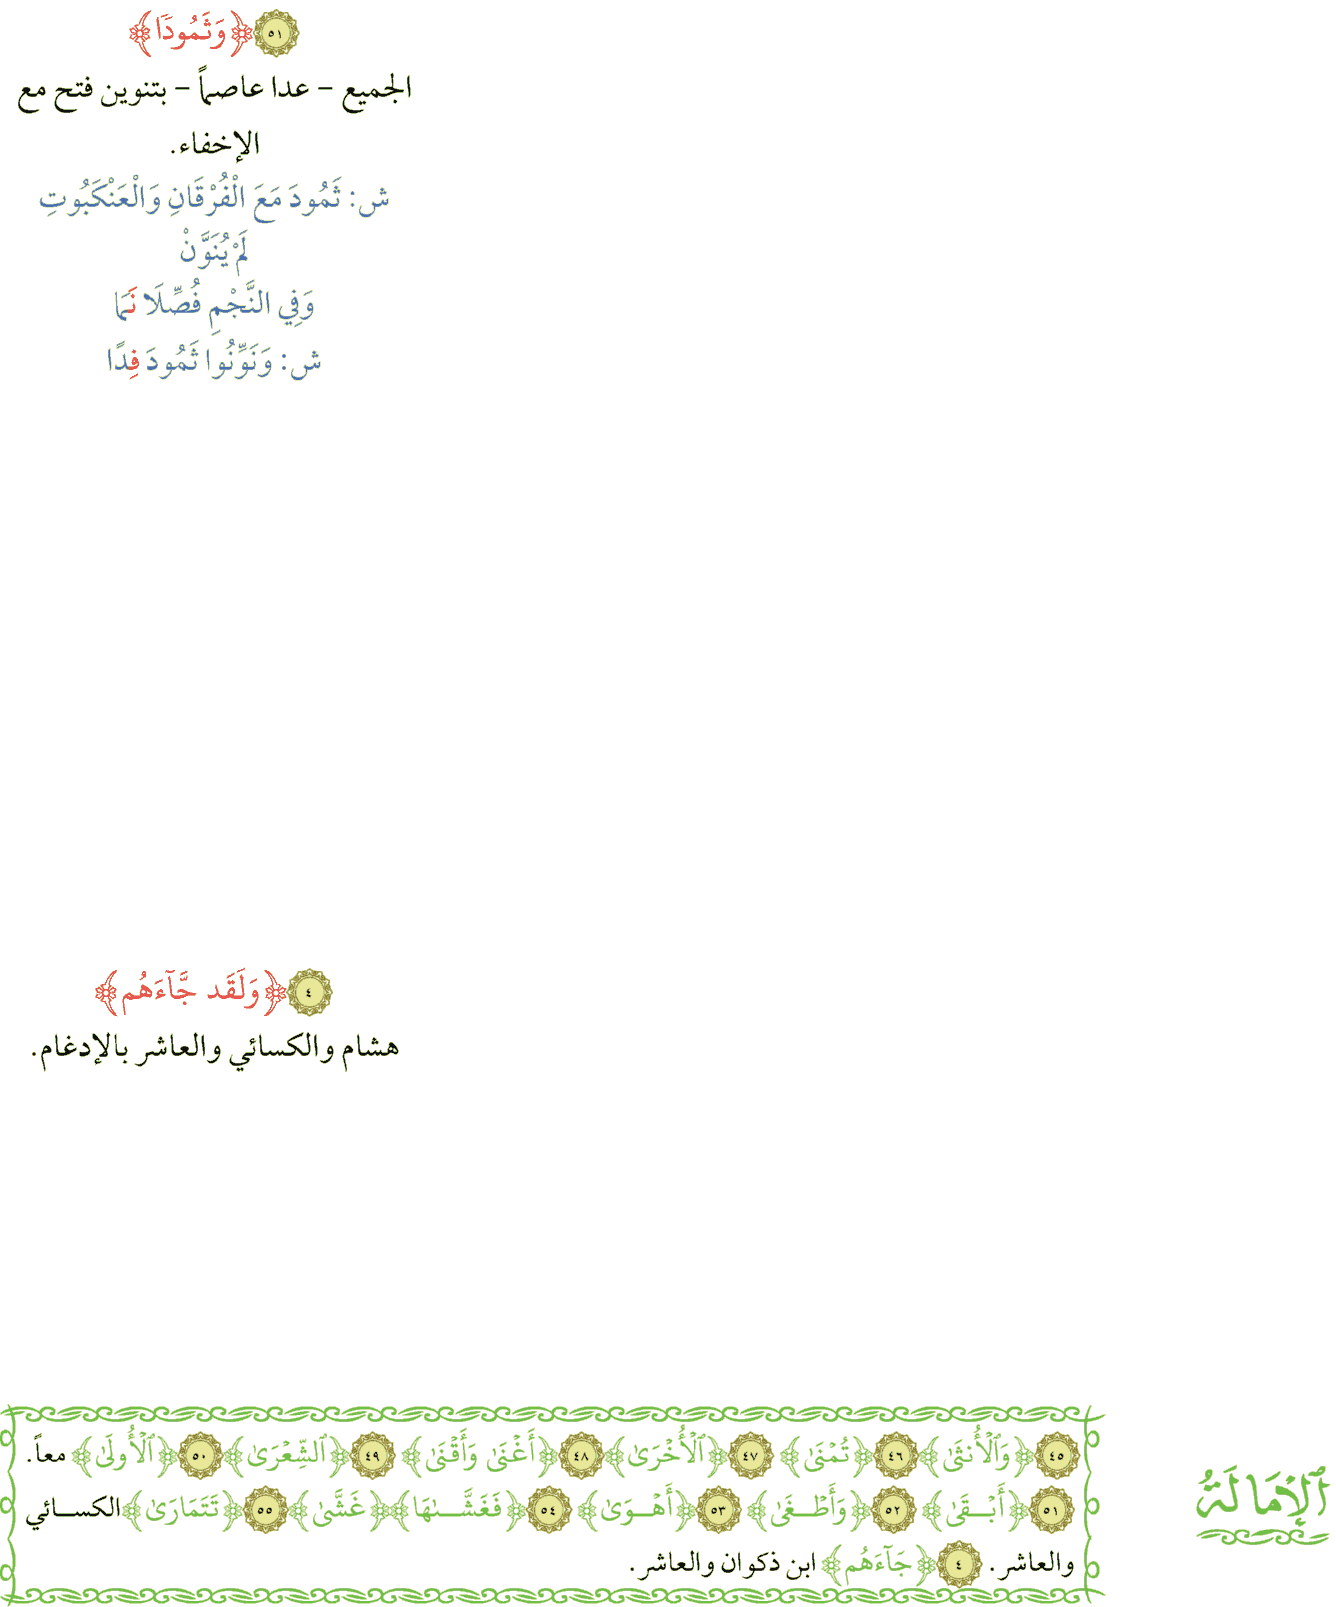 ٥١ ﴿وَثَمُودًا﴾
الجميع – عدا عاصماً – بتنوين فتح مع
الإخفاء.
ش: ثَمُودَ مَعَ الْفُرْقَانِ وَالْعَنْكَبُوتِ
لَمْ يُنَوَّنْ
وَفِي النَّجْمِ فُصِّلَا نَمَا
ش: وَنَوِّنُوا ثَمُودَ فِدًا
٤ ﴿وَلَقَد جَّآءَهُم﴾
هشام والكسائي والعاشر بالإدغام.
ٱلْإِمَالَةُ
٤٥ ﴿وَٱلْأُنثَىٰ﴾ ٤٦ ﴿تُمْنَىٰ﴾ ٤٧ ﴿ٱلْأُخْرَىٰ﴾ ٤٨ ﴿أَغْنَىٰ وَأَقْنَىٰ﴾ ٤٩ ﴿ٱلشِّعْرَىٰ﴾ ٥٠ ﴿ٱلْأُولَىٰ﴾ معاً.
٥١ ﴿أَبْقَىٰ﴾ ٥٢ ﴿وَأَطْغَىٰ﴾ ٥٣ ﴿أَهْوَىٰ﴾ ٥٤ ﴿فَغَشَّىٰهَا﴾ ﴿غَشَّىٰ﴾ ٥٥ ﴿تَتَمَارَىٰ﴾ الكسائي
والعاشر. ٤ ﴿جَآءَهُم﴾ ابن ذكوان والعاشر.